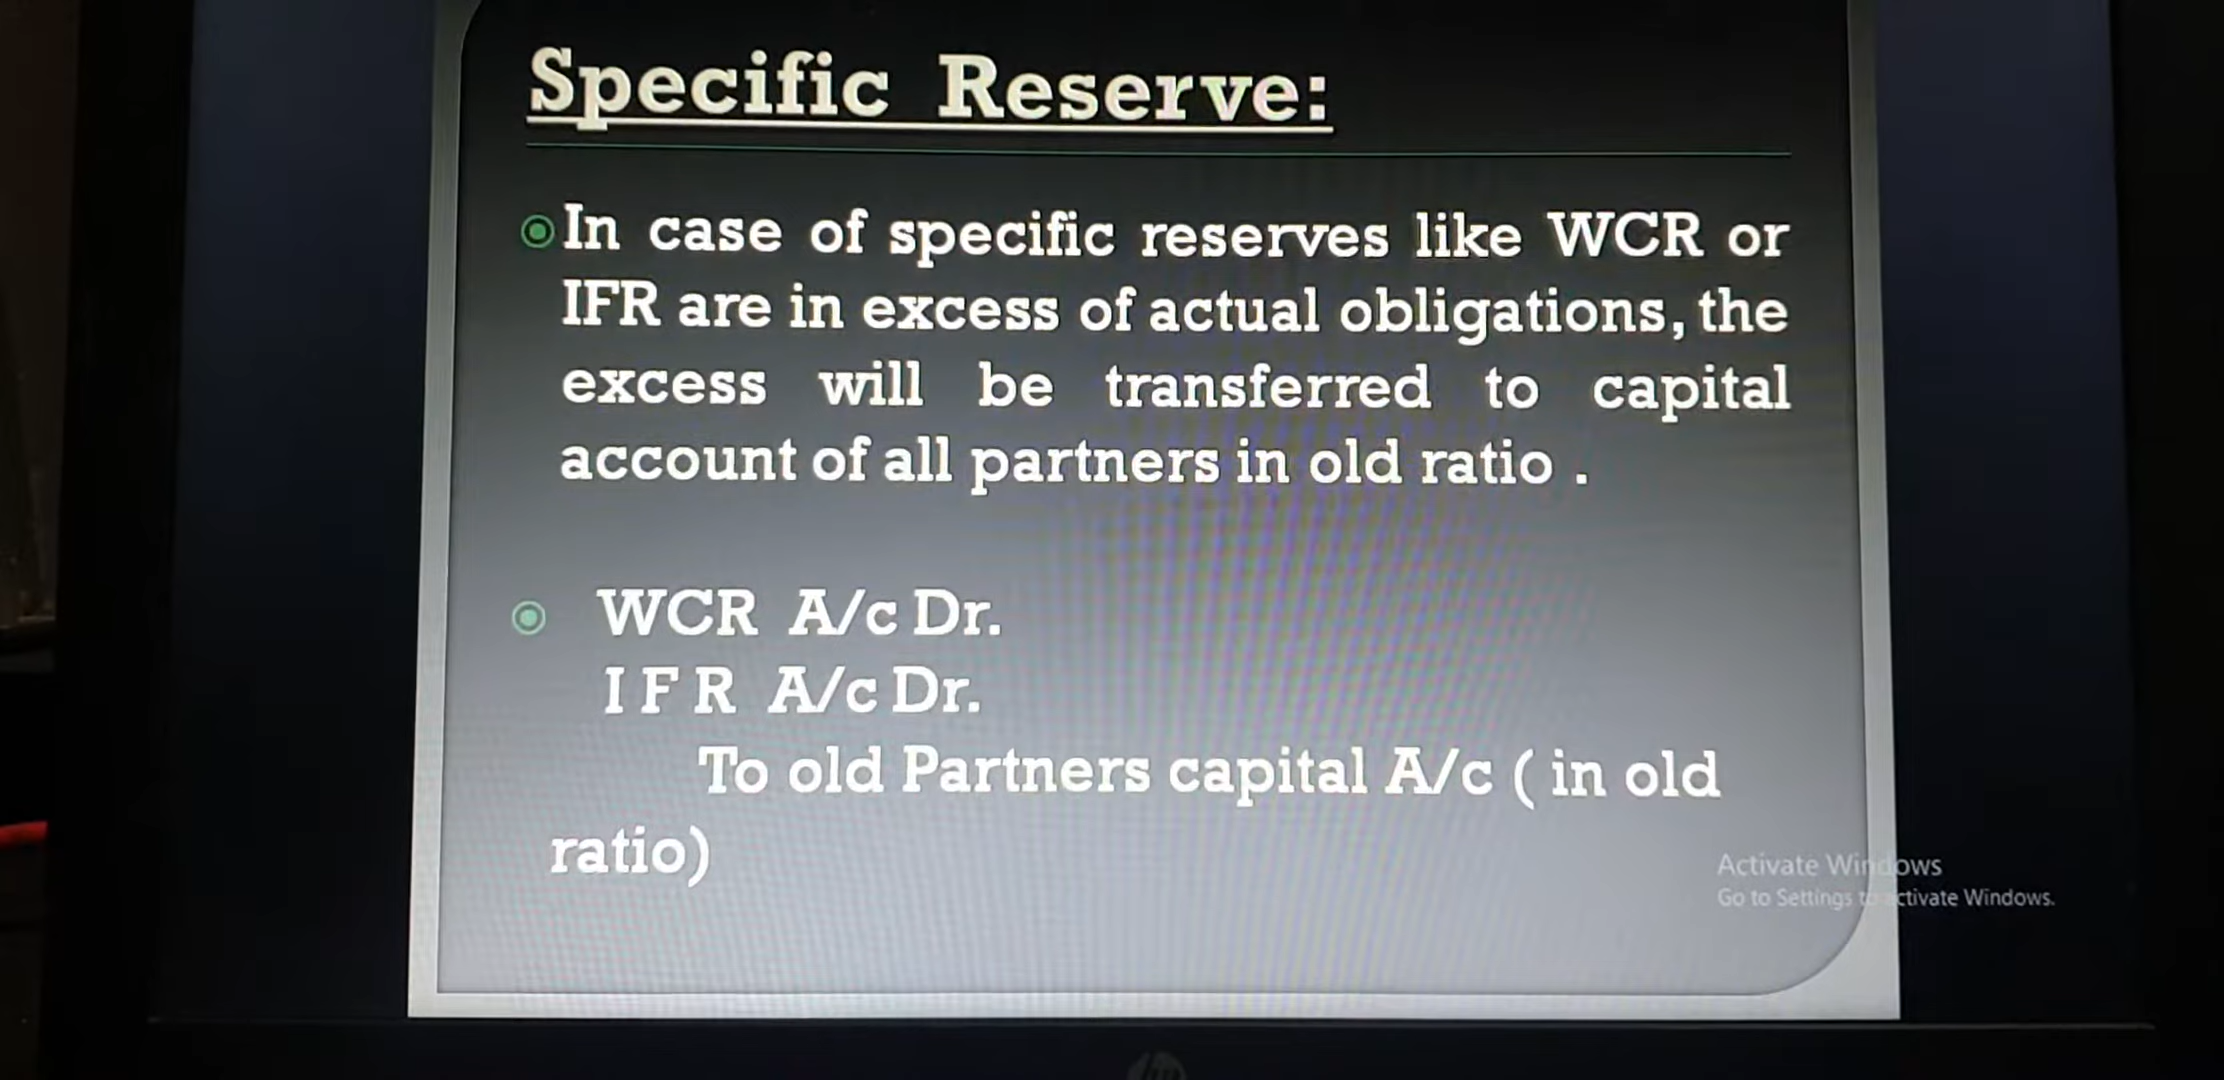 Specific Reserve:
In case of specific reserves like WCR or
IFR are in excess of actual obligations, the
excess will be transferred to capital
account of all partners in old ratio .
WCR A/c Dr.
I F R A/c Dr.
To old Partners capital A/c ( in old
ratio)
Activate Windows
Go to Settings to activate Windows.
hp